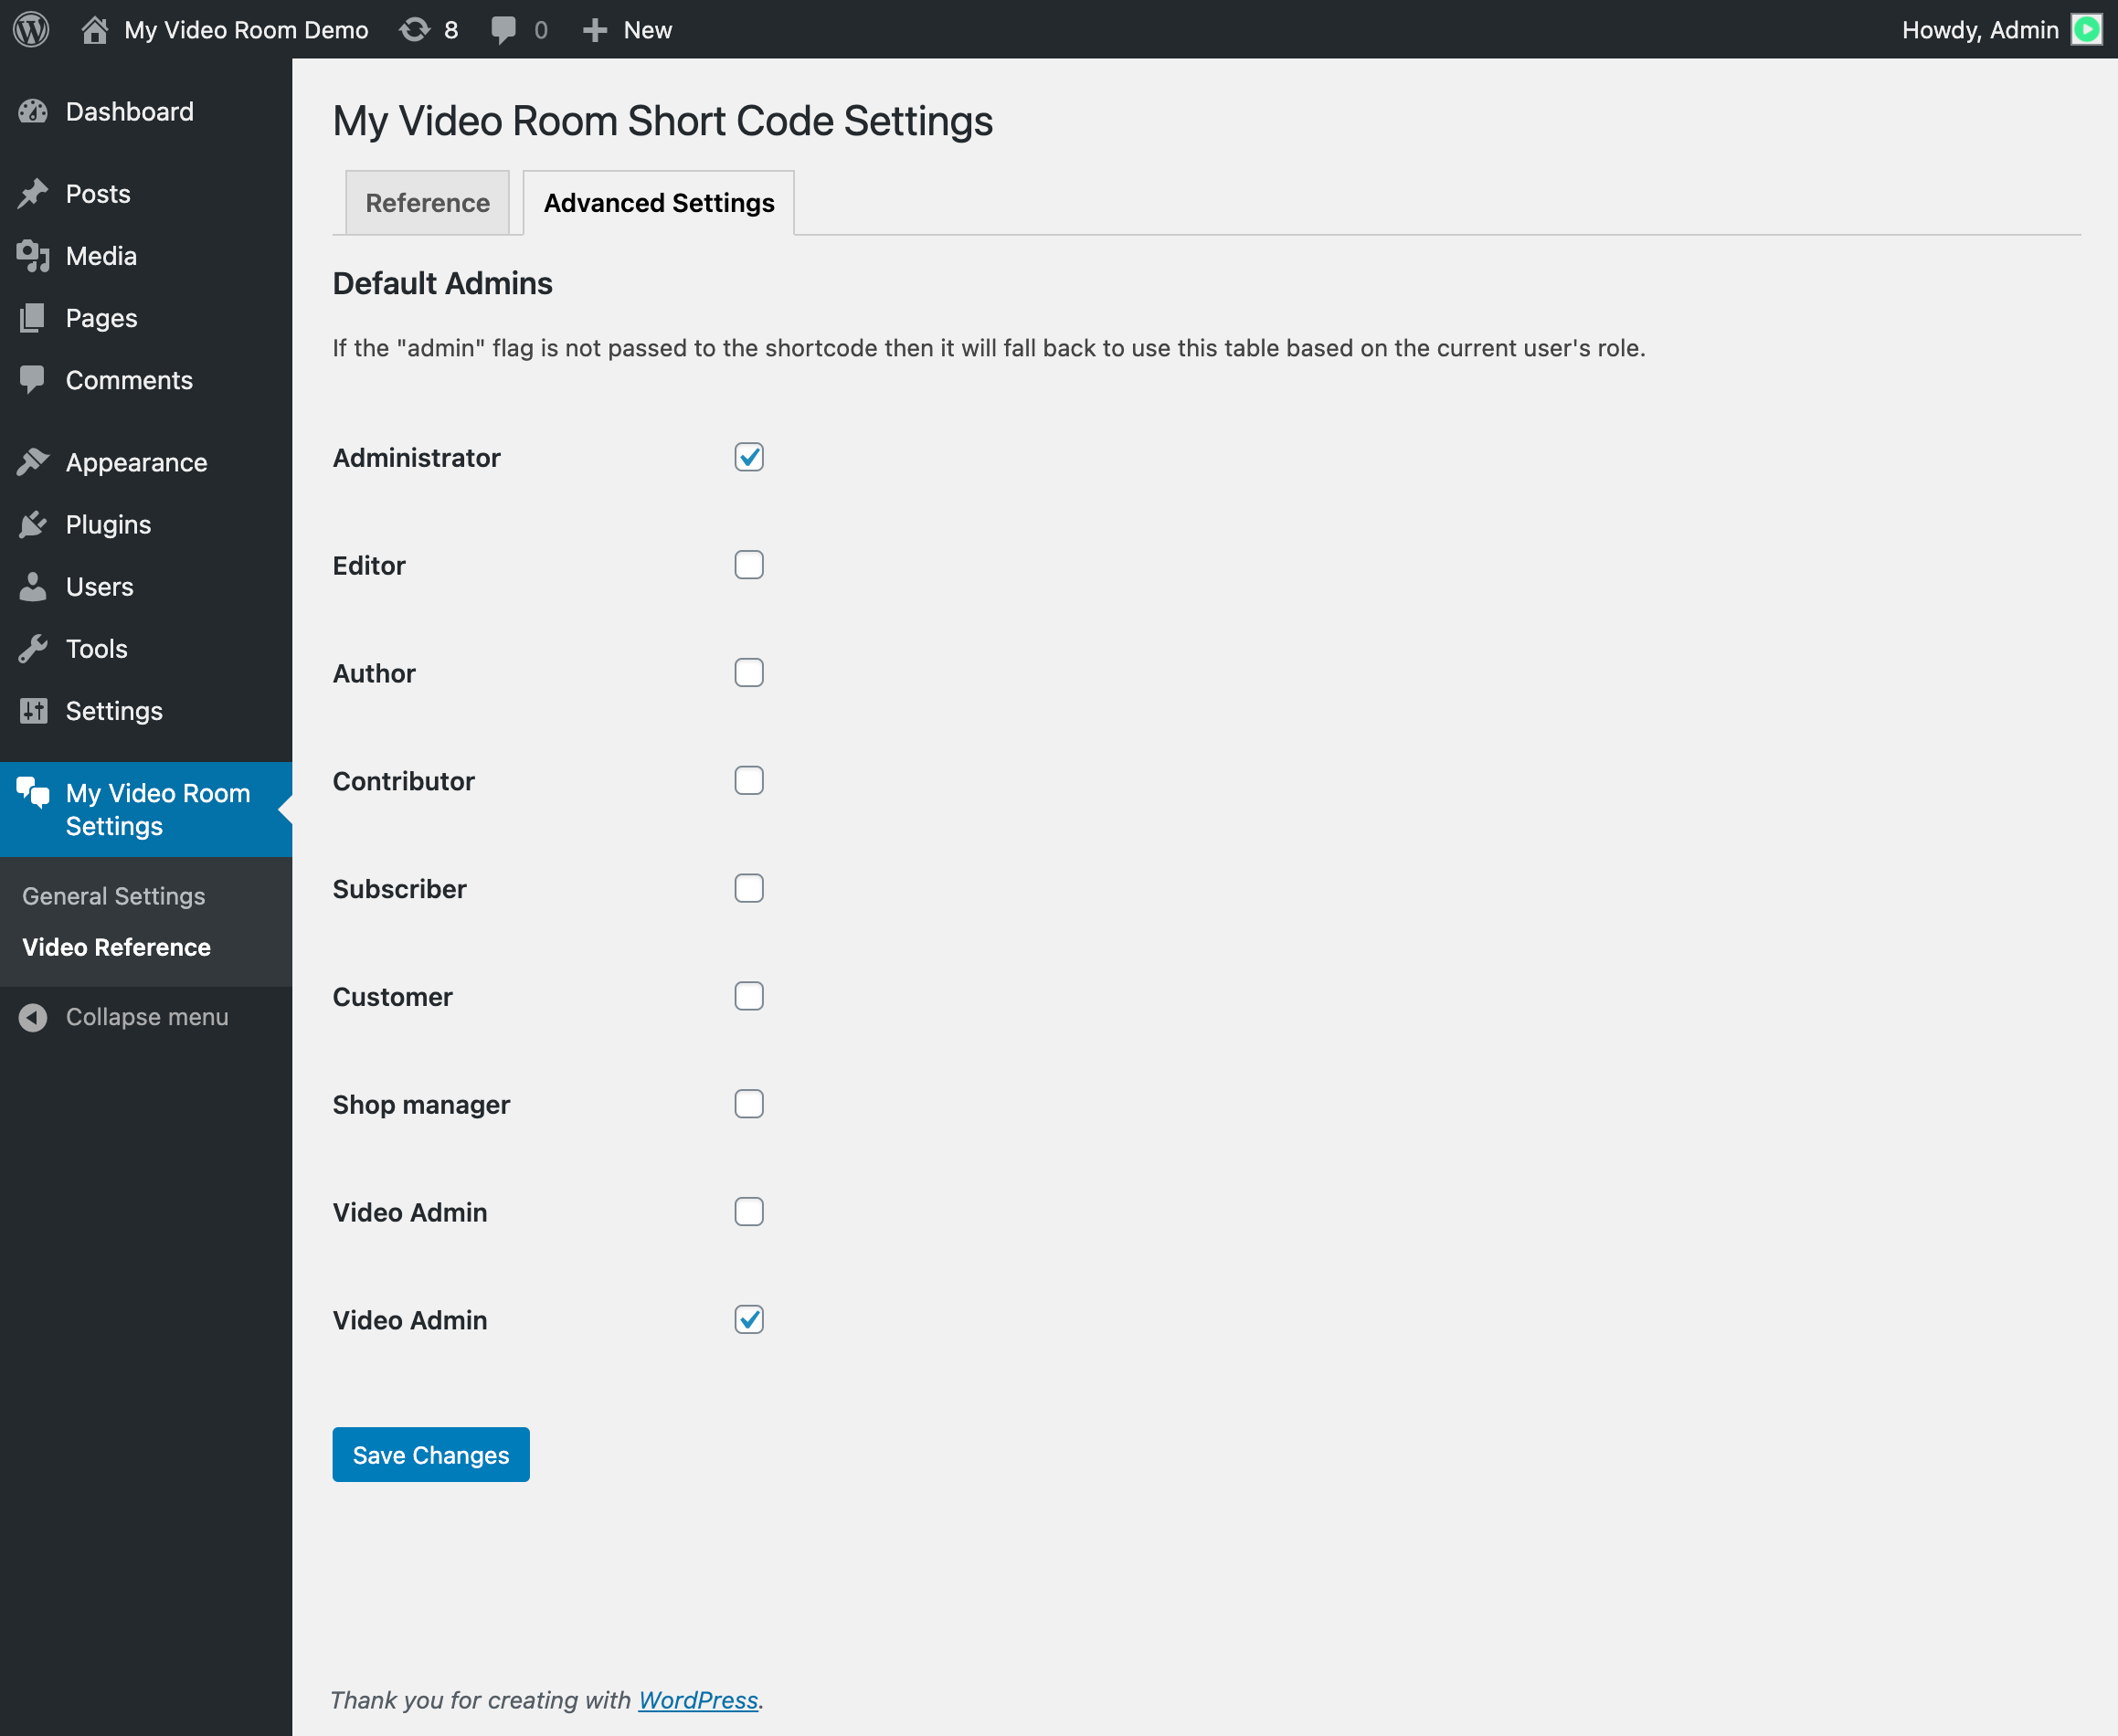 My Video Room Demo 8 0 New Howdy, Admin
Dashboard
Posts
Media
Pages
Comments
Appearance
Plugins
Users
Tools
Settings
My Video Room
Settings
General Settings
Video Reference
Collapse menu
My Video Room Short Code Settings
Reference Advanced Settings
Default Admins
If the "admin" flag is not passed to the shortcode then it will fall back to use this table based on the current user's role.
Administrator
Editor
Author
Contributor
Subscriber
Customer
Shop manager
Video Admin
Video Admin
Save Changes
Thank you for creating with WordPress.